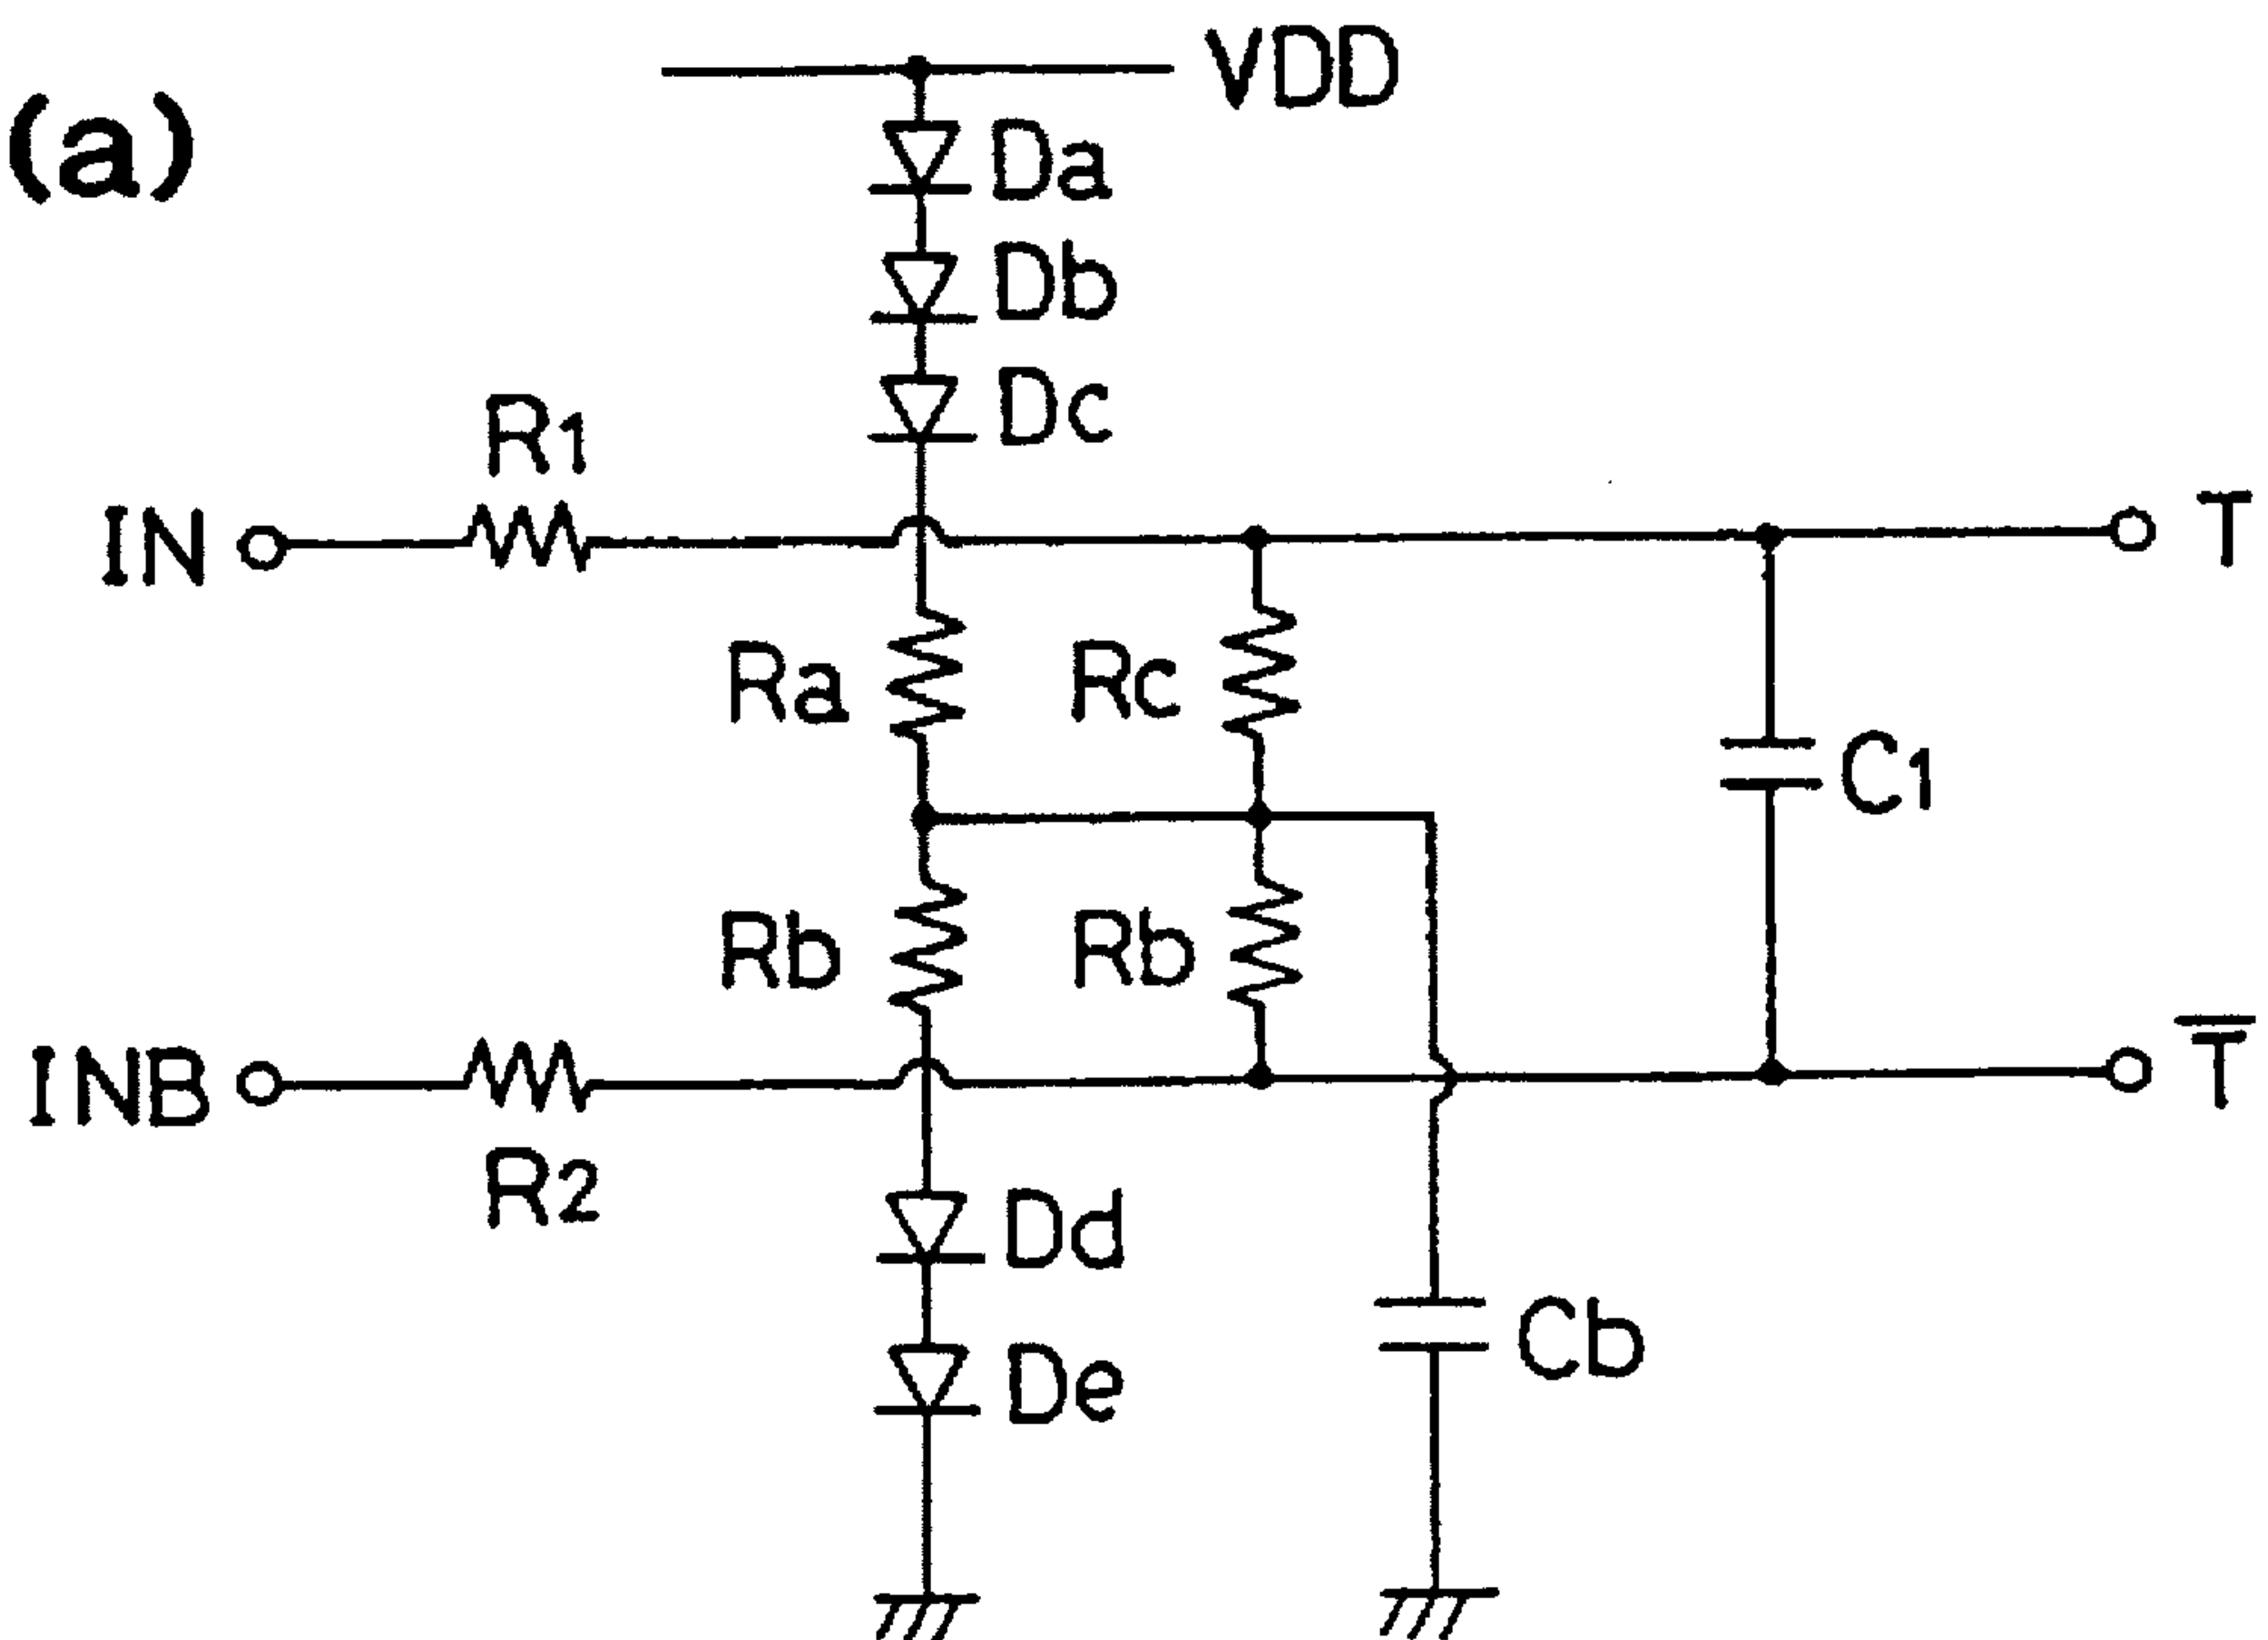 (a)
VDD
Da
Db
Dc
R1
IN
T
Ra
Rc
C1
Rb
Rb
INB
T̅
R2
Dd
De
Cb